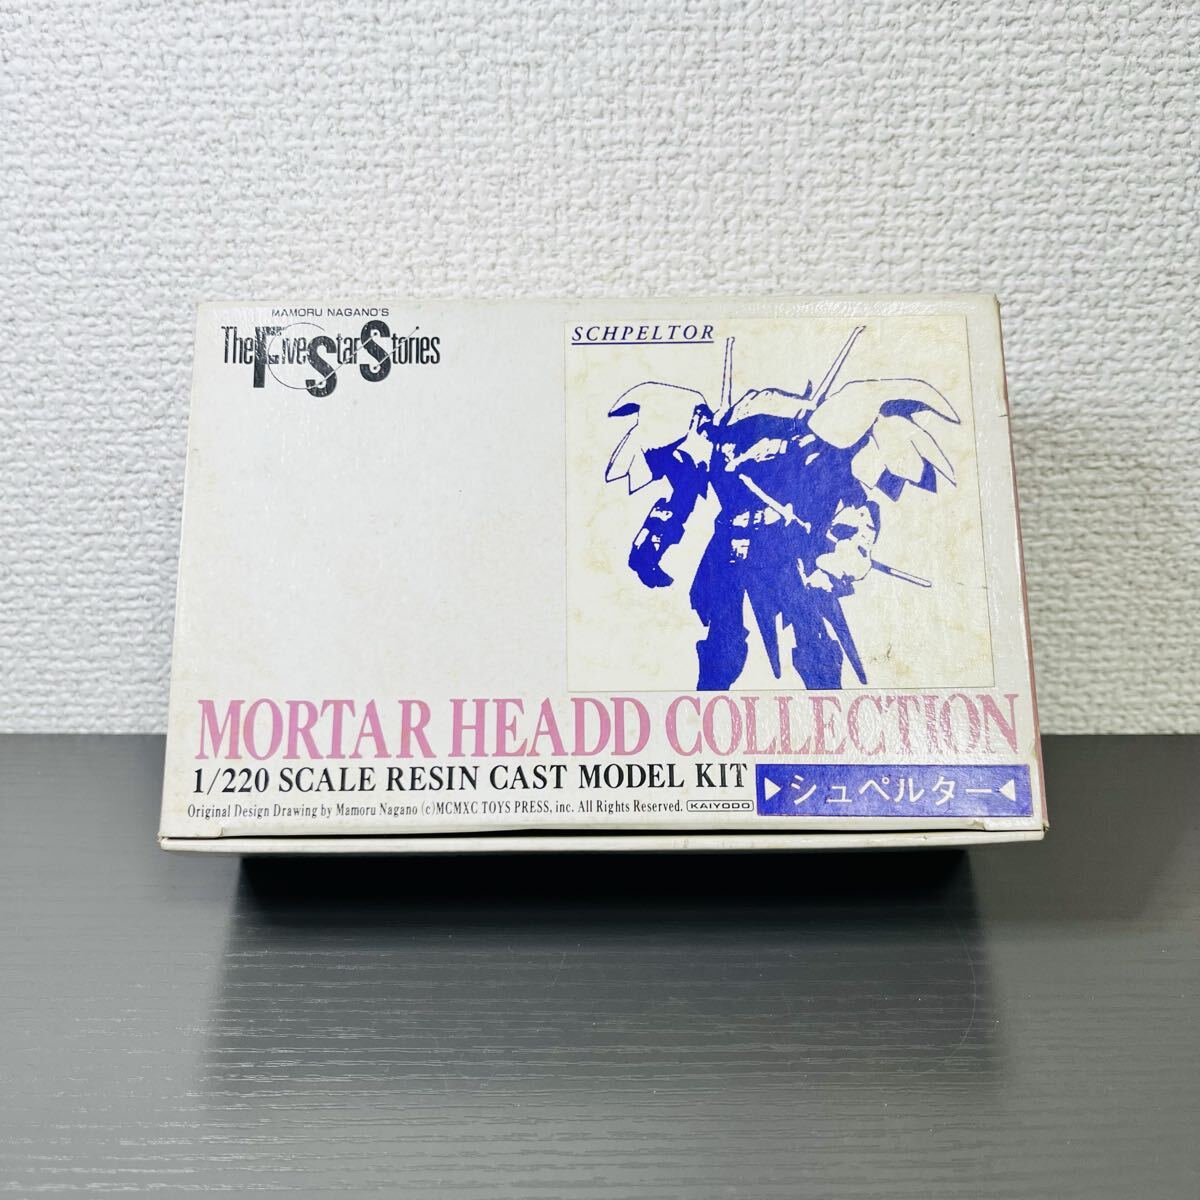 MAMORU NAGANO'S
The Five Star Stories
SCHPELTOR
MORTAR HEADD COLLECTION
1/220 SCALE RESIN CAST MODEL KIT
▶シュペルター◀
Original Design Drawing by Mamoru Nagano (c)MCMXC TOYS PRESS, inc. All Rights Reserved. KAIYODO